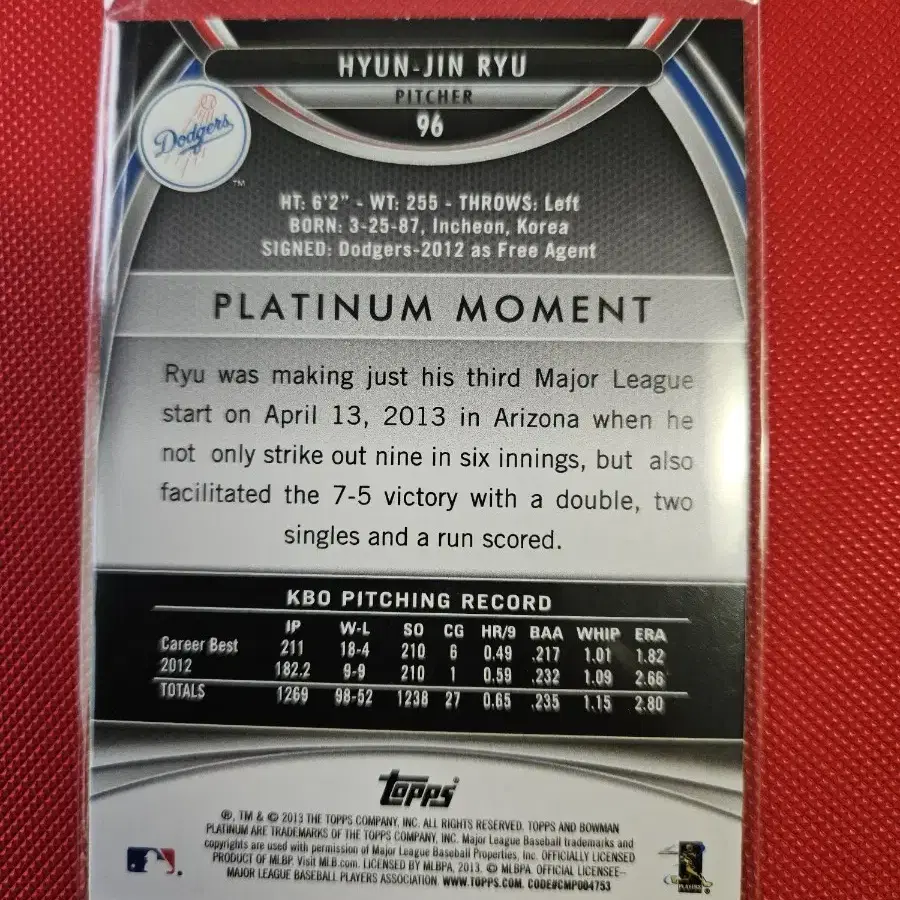 HYUN-JIN RYU
PITCHER
96
Dodgers
TM
HT: 6'2" - WT: 255 - THROWS: Left
BORN: 3-25-87, Incheon, Korea
SIGNED: Dodgers-2012 as Free Agent
PLATINUM MOMENT
Ryu was making just his third Major League
start on April 13, 2013 in Arizona when he
not only strike out nine in six innings, but also
facilitated the 7-5 victory with a double, two
singles and a run scored.
KBO PITCHING RECORD
IP W-L SO CG HR/9 BAA WHIP ERA
Career Best 211 18-4 210 6 0.49 .217 1.01 1.82
2012 182.2 9-9 210 1 0.59 .232 1.09 2.66
TOTALS 1269 98-52 1238 27 0.65 .235 1.15 2.80
topps®
®, TM & © 2013 THE TOPPS COMPANY, INC. ALL RIGHTS RESERVED. TOPPS AND BOWMAN
PLATINUM ARE TRADEMARKS OF THE TOPPS COMPANY, INC. Major League Baseball trademarks and
copyrights are used with permission of Major League Baseball Properties, Inc. OFFICIALLY LICENSED
PRODUCT OF MLBP. Visit MLB.com. LICENSED BY MLBPA, 2013. © MLBPA. OFFICIAL LICENSEE–
MAJOR LEAGUE BASEBALL PLAYERS ASSOCIATION. WWW.TOPPS.COM. CODE#CMP004753